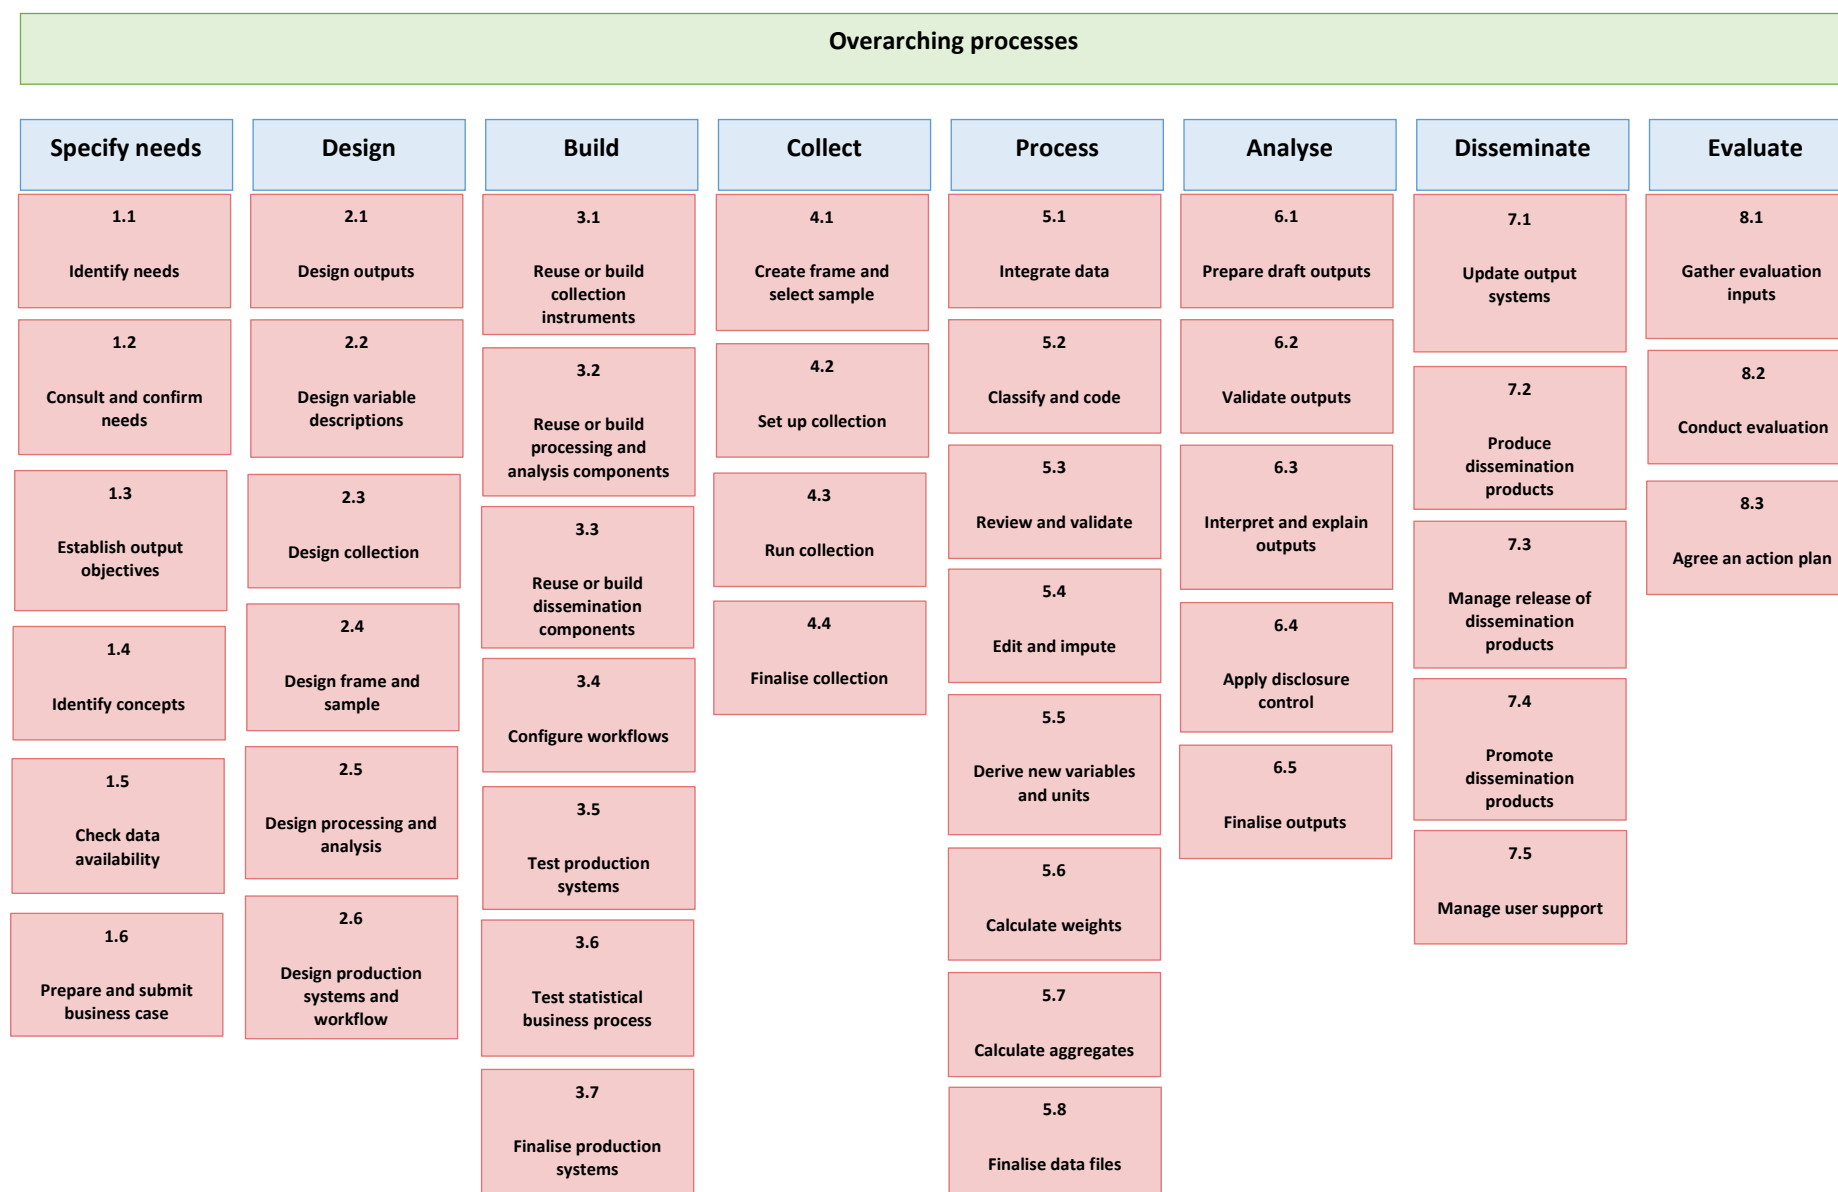 Overarching processes
Specify needs
Design
Build
Collect
Process
Analyse
Disseminate
Evaluate
1.1
Identify needs
1.2
Consult and confirm
needs
1.3
Establish output
objectives
1.4
Identify concepts
1.5
Check data
availability
1.6
Prepare and submit
business case
2.1
Design outputs
2.2
Design variable
descriptions
2.3
Design collection
2.4
Design frame and
sample
2.5
Design processing and
analysis
2.6
Design production
systems and
workflow
3.1
Reuse or build
collection
instruments
3.2
Reuse or build
processing and
analysis components
3.3
Reuse or build
dissemination
components
3.4
Configure workflows
3.5
Test production
systems
3.6
Test statistical
business process
3.7
Finalise production
systems
4.1
Create frame and
select sample
4.2
Set up collection
4.3
Run collection
4.4
Finalise collection
5.1
Integrate data
5.2
Classify and code
5.3
Review and validate
5.4
Edit and impute
5.5
Derive new variables
and units
5.6
Calculate weights
5.7
Calculate aggregates
5.8
Finalise data files
6.1
Prepare draft outputs
6.2
Validate outputs
6.3
Interpret and explain
outputs
6.4
Apply disclosure
control
6.5
Finalise outputs
7.1
Update output
systems
7.2
Produce
dissemination
products
7.3
Manage release of
dissemination
products
7.4
Promote
dissemination
products
7.5
Manage user support
8.1
Gather evaluation
inputs
8.2
Conduct evaluation
8.3
Agree an action plan